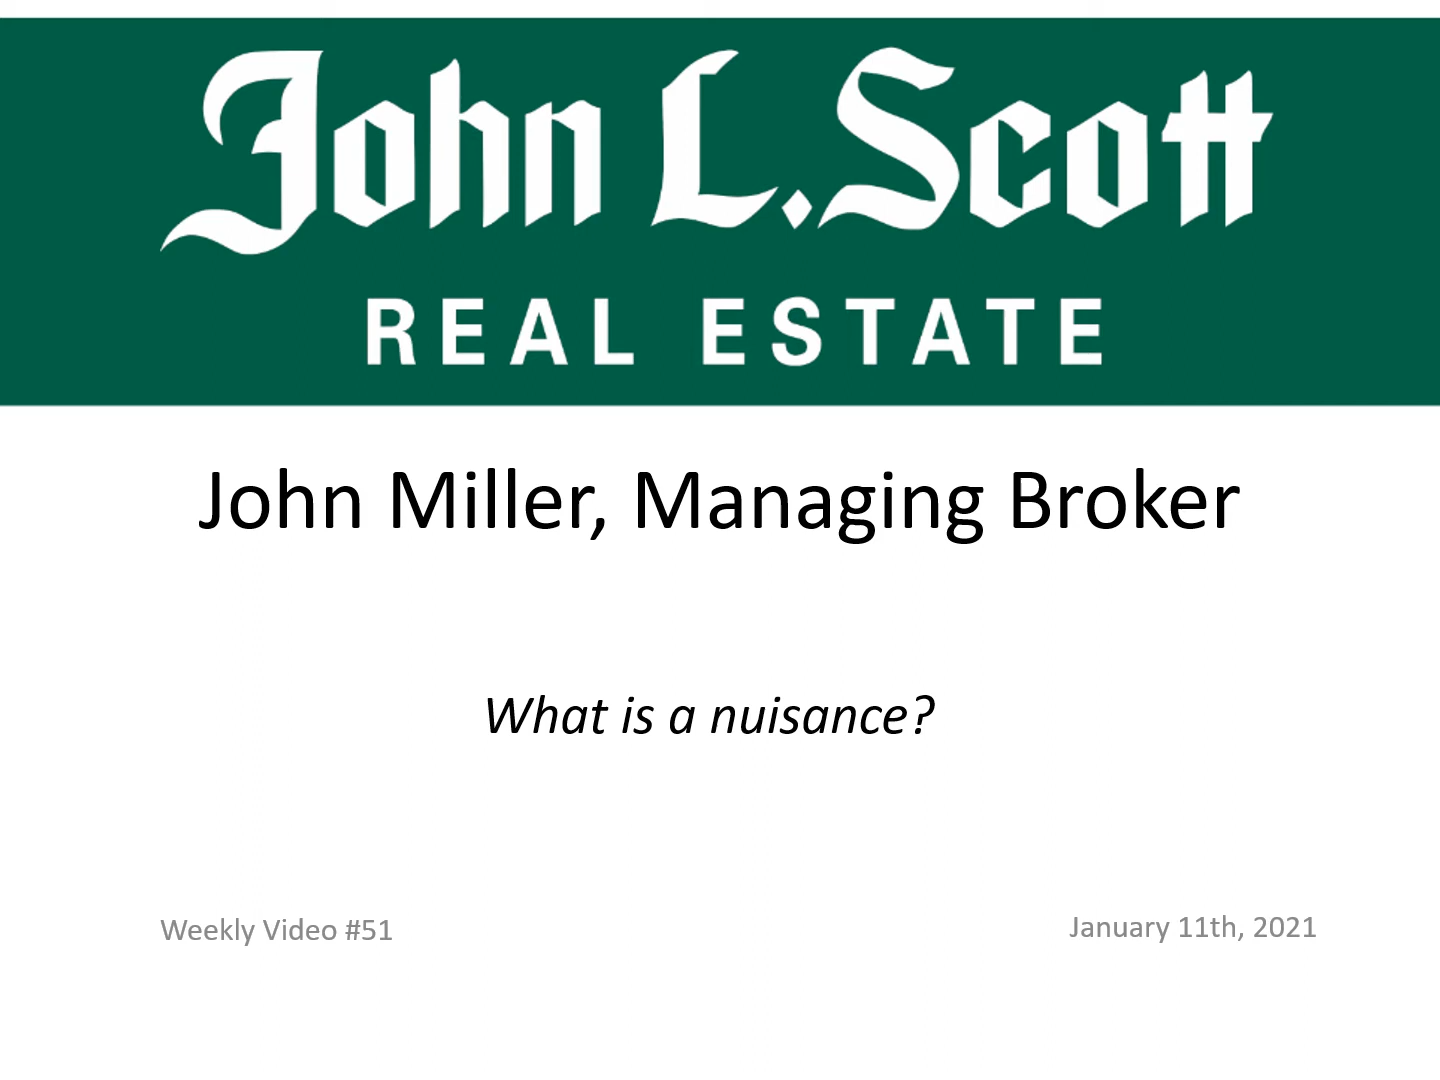 John L. Scott
REAL ESTATE
John Miller, Managing Broker
What is a nuisance?
Weekly Video #51
January 11th, 2021